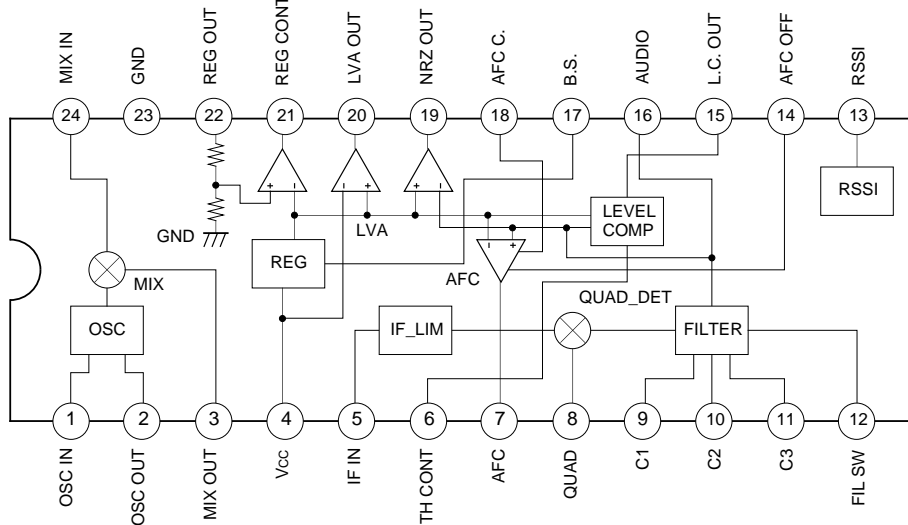 MIX IN
GND
REG OUT
REG CONT
LVA OUT
NRZ OUT
AFC C.
B.S.
AUDIO
L.C. OUT
AFC OFF
RSSI
24
23
22
21
20
19
18
17
16
15
14
13
RSSI
+
−
−
+
+
−
LEVEL
COMP
GND
LVA
−
+
REG
MIX
AFC
QUAD_DET
OSC
IF_LIM
FILTER
1
2
3
4
5
6
7
8
9
10
11
12
OSC IN
OSC OUT
MIX OUT
Vcc
IF IN
TH CONT
AFC
QUAD
C1
C2
C3
FIL SW